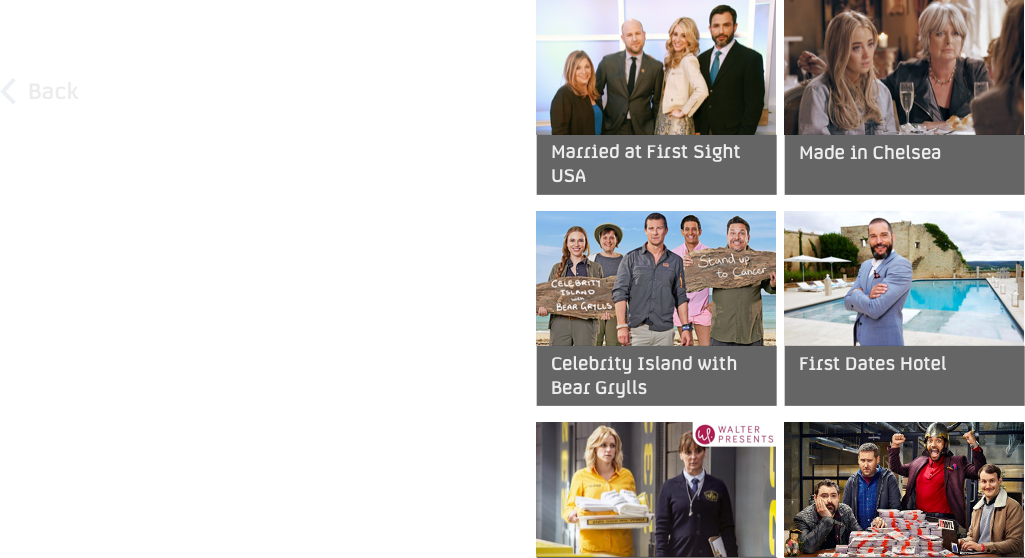 Back
Married at First Sight
USA
Made in Chelsea
CELEBRITY
ISLAND
with
BEAR GRYLLS
Stand up
to Cancer
Celebrity Island with
Bear Grylls
First Dates Hotel
WALTER
PRESENTS